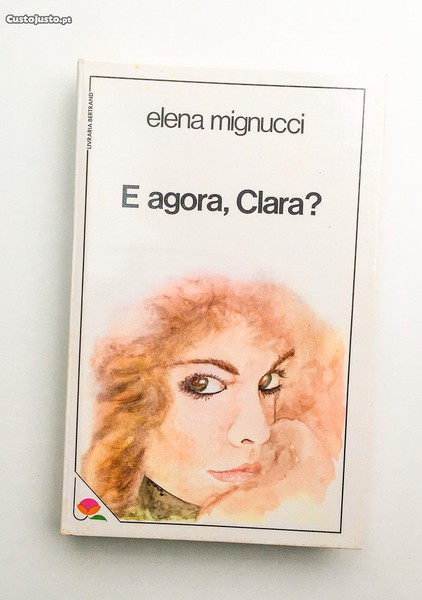 CustoJusto.pt
LIVRARIA BERTRAND
elena mignucci
E agora, Clara?